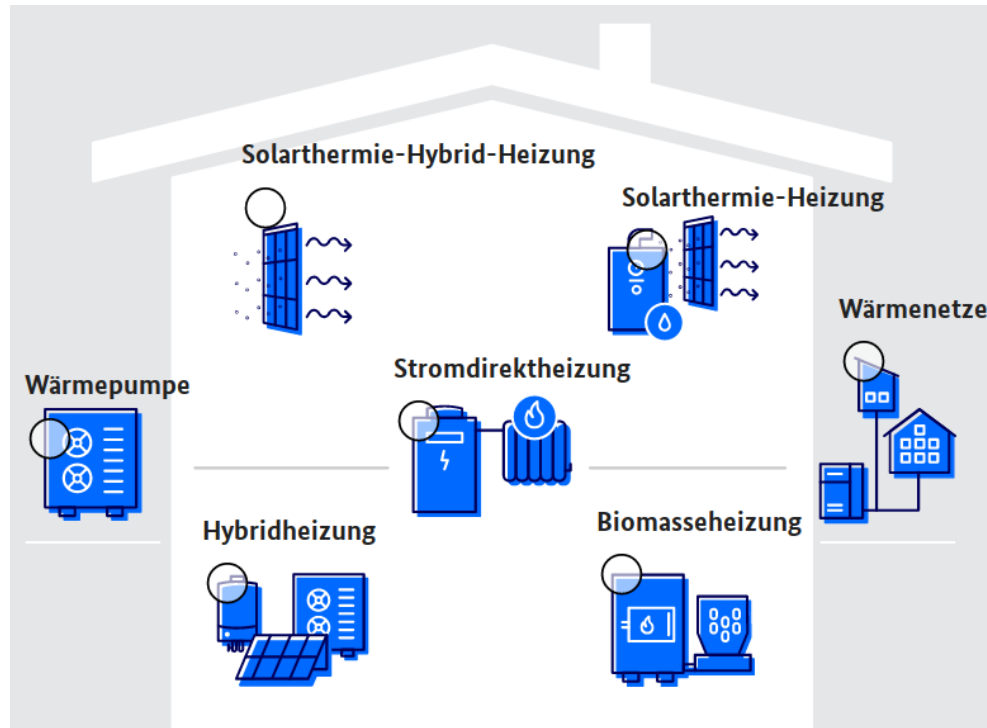 Solarthermie-Hybrid-Heizung
Solarthermie-Heizung
Wärmenetze
Stromdirektheizung
Wärmepumpe
Biomasseheizung
Hybridheizung